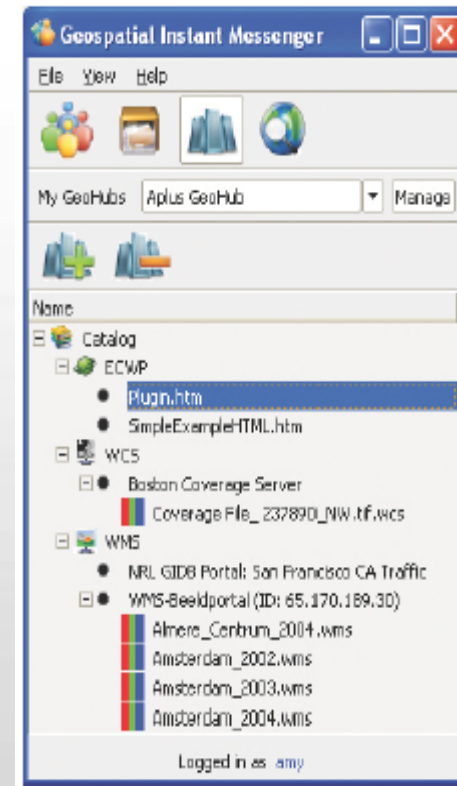 Geospatial Instant Messenger
File View Help
My GeoHubs Aplus GeoHub Manage
Name
Catalog
ECWP
Plugin.htm
SimpleExampleHTML.htm
WCS
Boston Coverage Server
Coverage File_ 237890l_NW.tif.wcs
WMS
NRL GIDB Portal: San Francisco CA Traffic
WMS-Beeldportal (ID: 65.170.189.30)
Almere_Centrum_2004.wms
Amsterdam_2002.wms
Amsterdam_2003.wms
Amsterdam_2004.wms
Logged in as amy